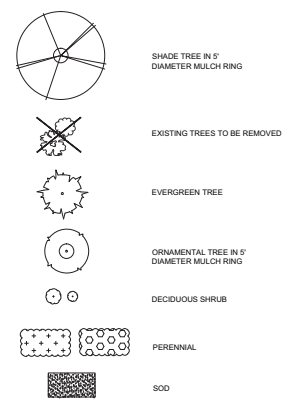 SHADE TREE IN 5'
DIAMETER MULCH RING
EXISTING TREES TO BE REMOVED
EVERGREEN TREE
ORNAMENTAL TREE IN 5'
DIAMETER MULCH RING
DECIDUOUS SHRUB
PERENNIAL
SOD